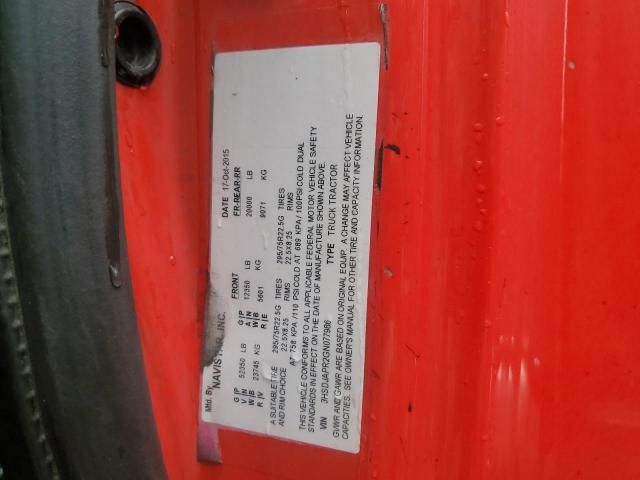 Mfd. By NAVISTAR, INC. DATE 17-Oct-2015
G|P FRONT FR-REAR-RR
V|N 52350 LB G|P 12350 LB 20000 LB
W|B A|N
R|V 23745 KG W|B 5601 KG 9071 KG
R|E
A SUITABLE TIRE 295/75R22.5G TIRES 295/75R22.5G TIRES
AND RIM CHOICE 22.5X8.25 RIMS 22.5X8.25 RIMS
AT 758 KPA /110 PSI COLD AT 689 KPA / 100PSI COLD DUAL
THIS VEHICLE CONFORMS TO ALL APPLICABLE FEDERAL MOTOR VEHICLE SAFETY
STANDARDS IN EFFECT ON THE DATE OF MANUFACTURE SHOWN ABOVE.
VIN 3HSDJAPR2GN077986 TYPE TRUCK TRACTOR
GVWR AND GAWR ARE BASED ON ORIGINAL EQUIP. A CHANGE MAY AFFECT VEHICLE
CAPACITIES. SEE OWNER'S MANUAL FOR OTHER TIRE AND CAPACITY INFORMATION.